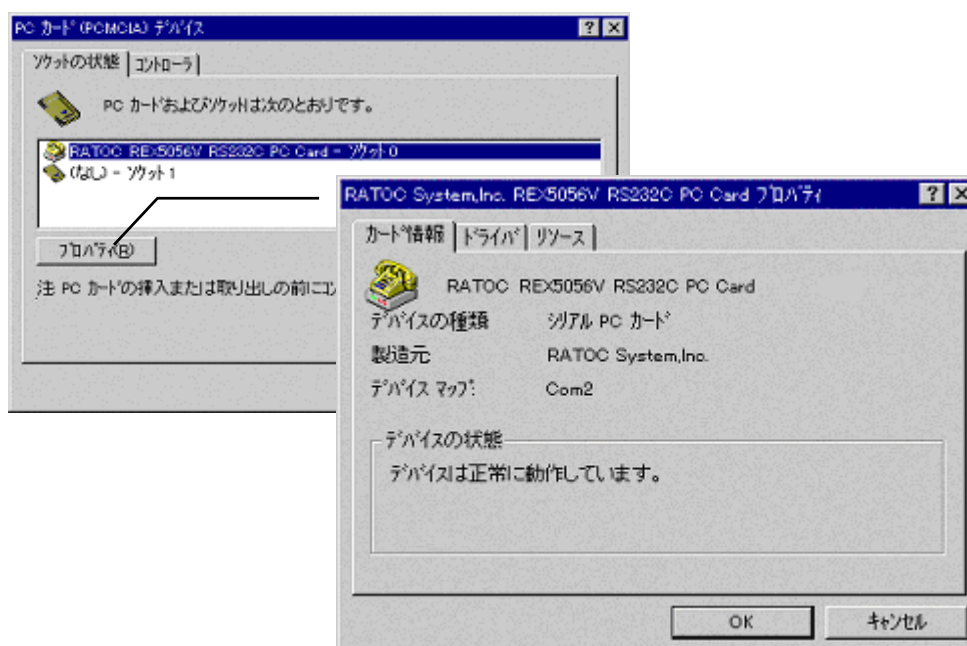 PC ｶｰﾄﾞ (PCMCIA) ﾃﾞﾊﾞｲｽ
ｿｹｯﾄの状態
ｺﾝﾄﾛｰﾗ
PC ｶｰﾄﾞおよびｿｹｯﾄは次のとおりです。
RATOC REX5056V RS232C PC Card - ｿｹｯﾄ 0
(なし) - ｿｹｯﾄ 1
ﾌﾟﾛﾊﾟﾃｨ(R)
注: PC ｶｰﾄﾞの挿入または取り出しの前にｺﾝ
RATOC System,Inc. REX5056V RS232C PC Card ﾌﾟﾛﾊﾟﾃｨ
ｶｰﾄﾞ情報
ﾄﾞﾗｲﾊﾞ
ﾘｿｰｽ
RATOC REX5056V RS232C PC Card
ﾃﾞﾊﾞｲｽの種類 ｼﾘｱﾙ PC ｶｰﾄﾞ
製造元 RATOC System,Inc.
ﾃﾞﾊﾞｲｽ ﾏｯﾌﾟ: Com2
ﾃﾞﾊﾞｲｽの状態
ﾃﾞﾊﾞｲｽは正常に動作しています。
OK
ｷｬﾝｾﾙ